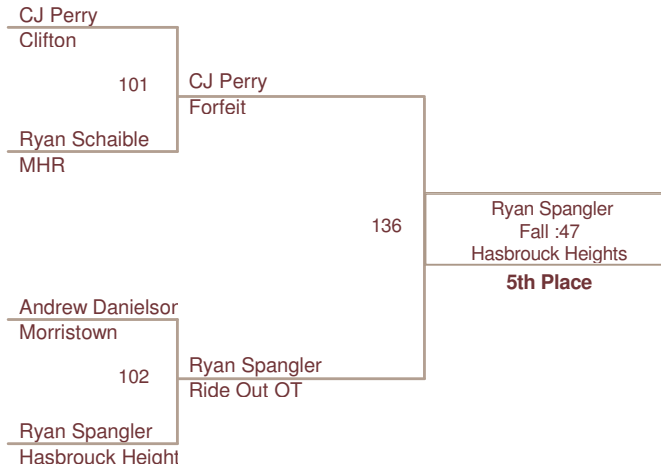 CJ Perry
Clifton
101
CJ Perry
Forfeit
Ryan Schaible
MHR
136
Ryan Spangler
Fall :47
Hasbrouck Heights
5th Place
Andrew Danielson
Morristown
102
Ryan Spangler
Ride Out OT
Ryan Spangler
Hasbrouck Height